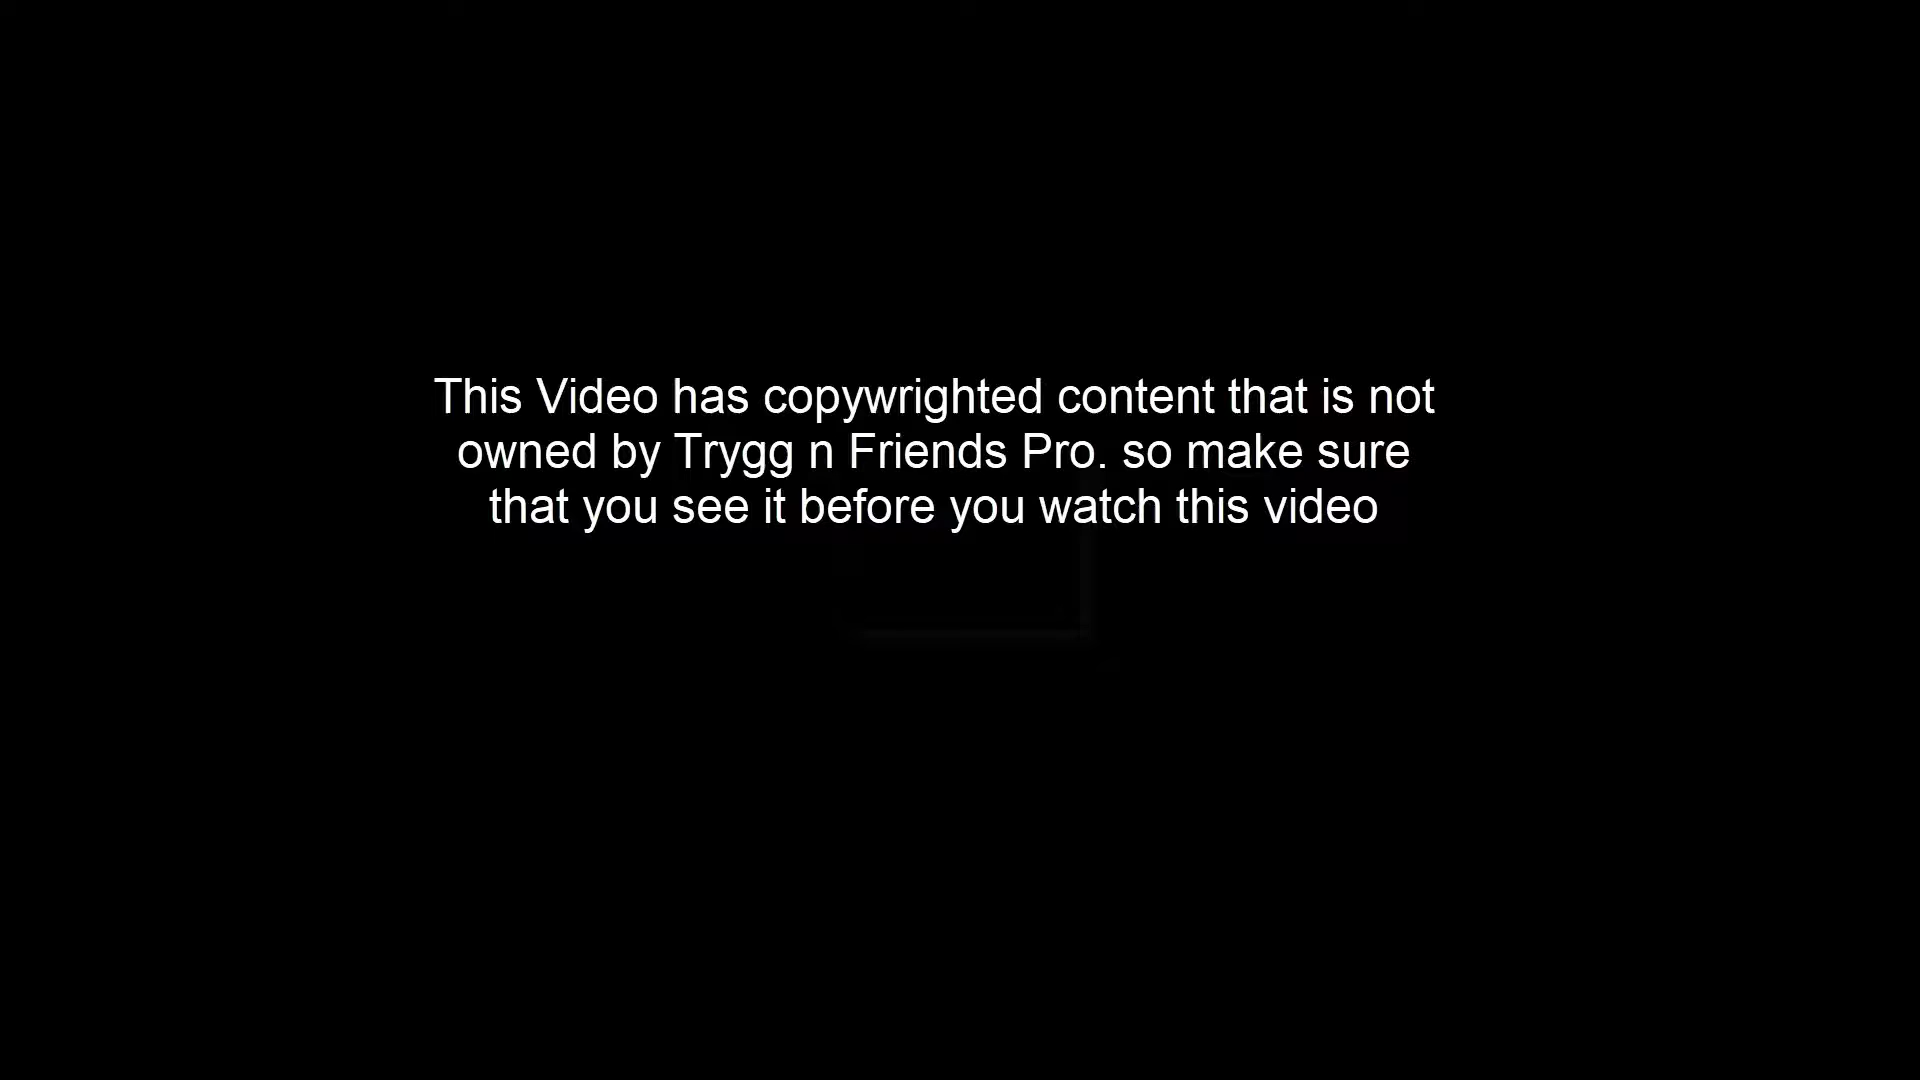 This Video has copywrighted content that is not
owned by Trygg n Friends Pro. so make sure
that you see it before you watch this video